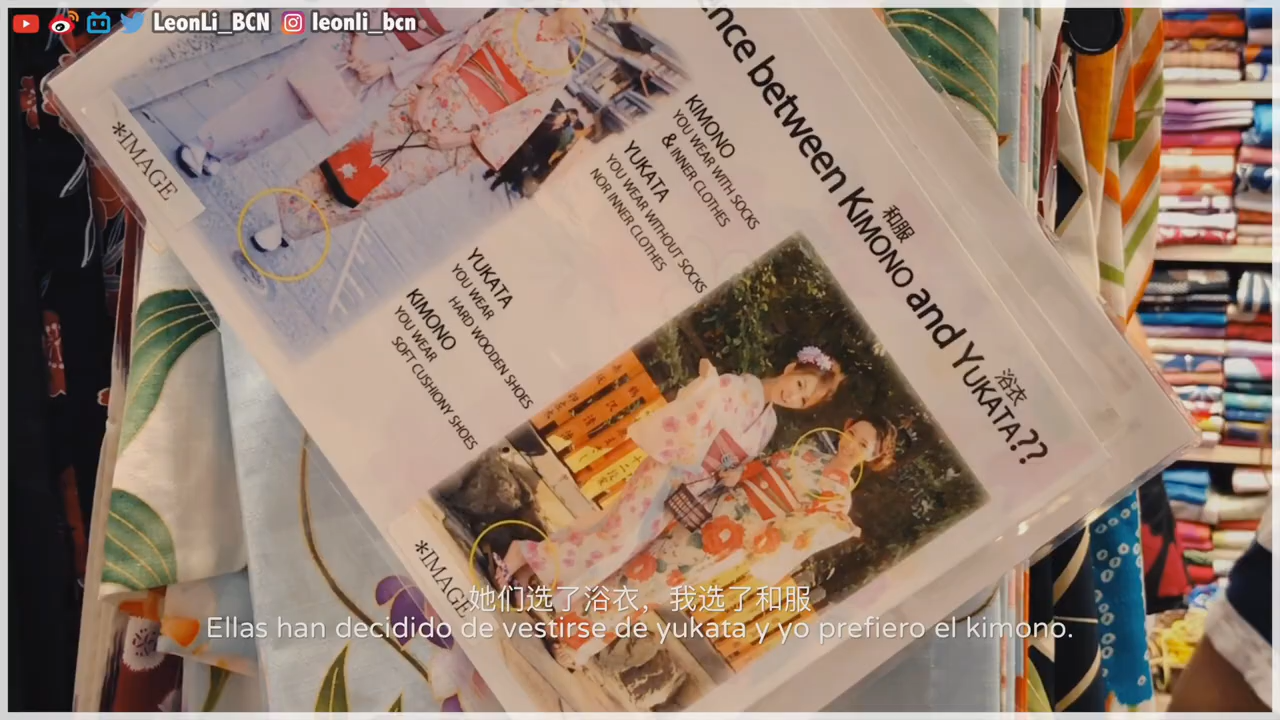 LeonLi_BCN leonli_bcn
ence between KIMONO and YUKATA??
和服
浴衣
KIMONO
YOU WEAR WITH SOCKS
& INNER CLOTHES
YUKATA
YOU WEAR WITHOUT SOCKS
NOR INNER CLOTHES
*IMAGE
YUKATA
YOU WEAR
HARD WOODEN SHOES
KIMONO
YOU WEAR
SOFT CUSHIONY SHOES
*IMAGE
她们选了浴衣，我选了和服
Ellas han decidido de vestirse de yukata y yo prefiero el kimono.